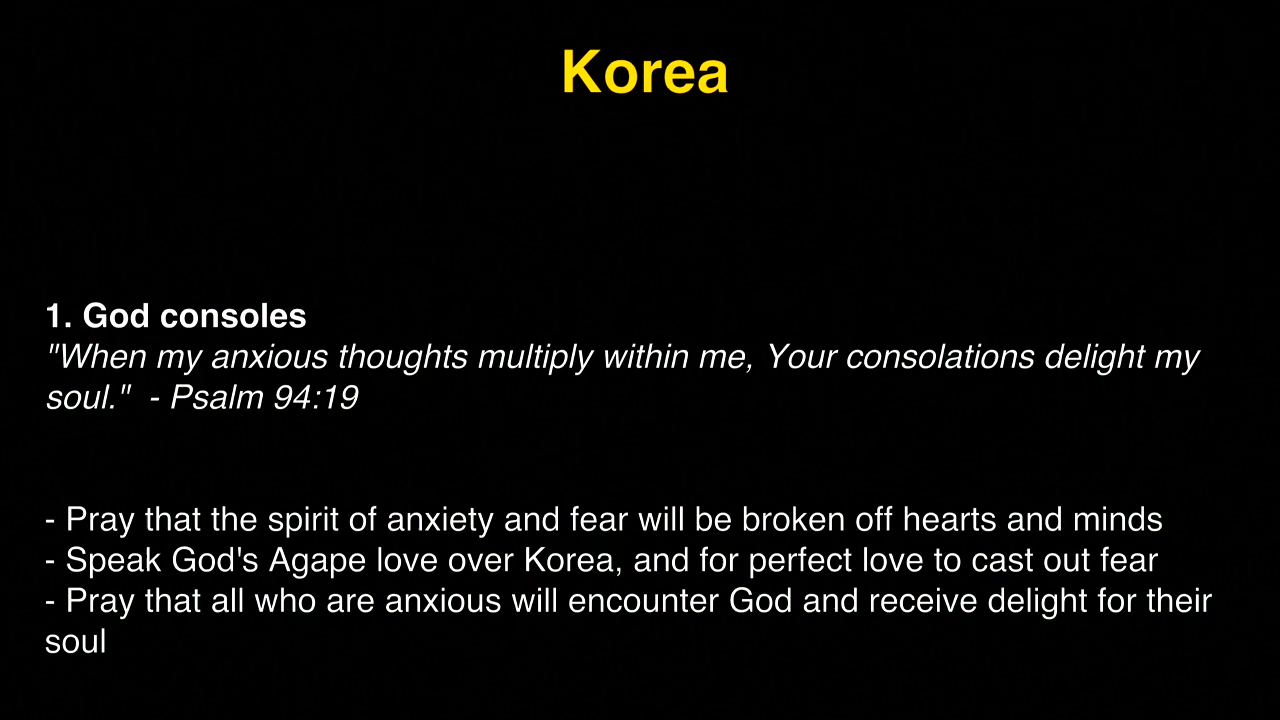 Korea
1. God consoles
"When my anxious thoughts multiply within me, Your consolations delight my
soul."  - Psalm 94:19
- Pray that the spirit of anxiety and fear will be broken off hearts and minds
- Speak God's Agape love over Korea, and for perfect love to cast out fear
- Pray that all who are anxious will encounter God and receive delight for their
soul